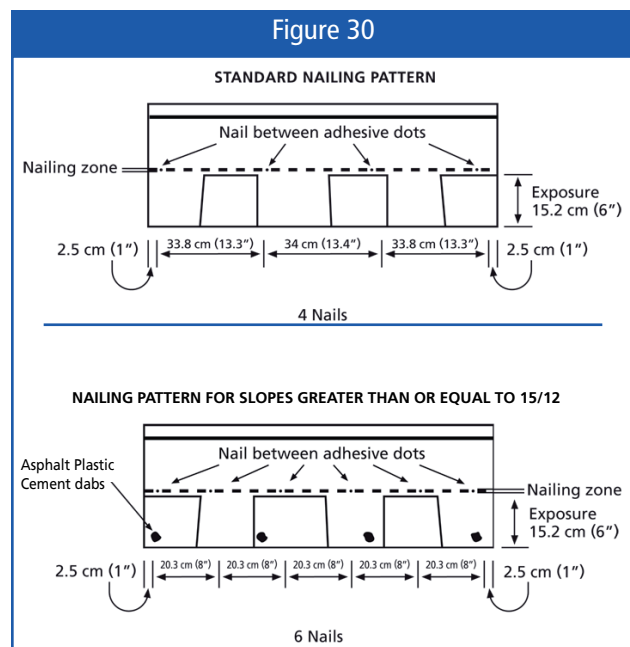 Figure 30
STANDARD NAILING PATTERN
Nail between adhesive dots
Nailing zone
Exposure
15.2 cm (6”)
2.5 cm (1”)
33.8 cm (13.3”)
34 cm (13.4”)
33.8 cm (13.3”)
2.5 cm (1”)
4 Nails
NAILING PATTERN FOR SLOPES GREATER THAN OR EQUAL TO 15/12
Nail between adhesive dots
Asphalt Plastic
Cement dabs
Nailing zone
Exposure
15.2 cm (6”)
2.5 cm (1”)
20.3 cm (8”)
20.3 cm (8”)
20.3 cm (8”)
20.3 cm (8”)
20.3 cm (8”)
2.5 cm (1”)
6 Nails